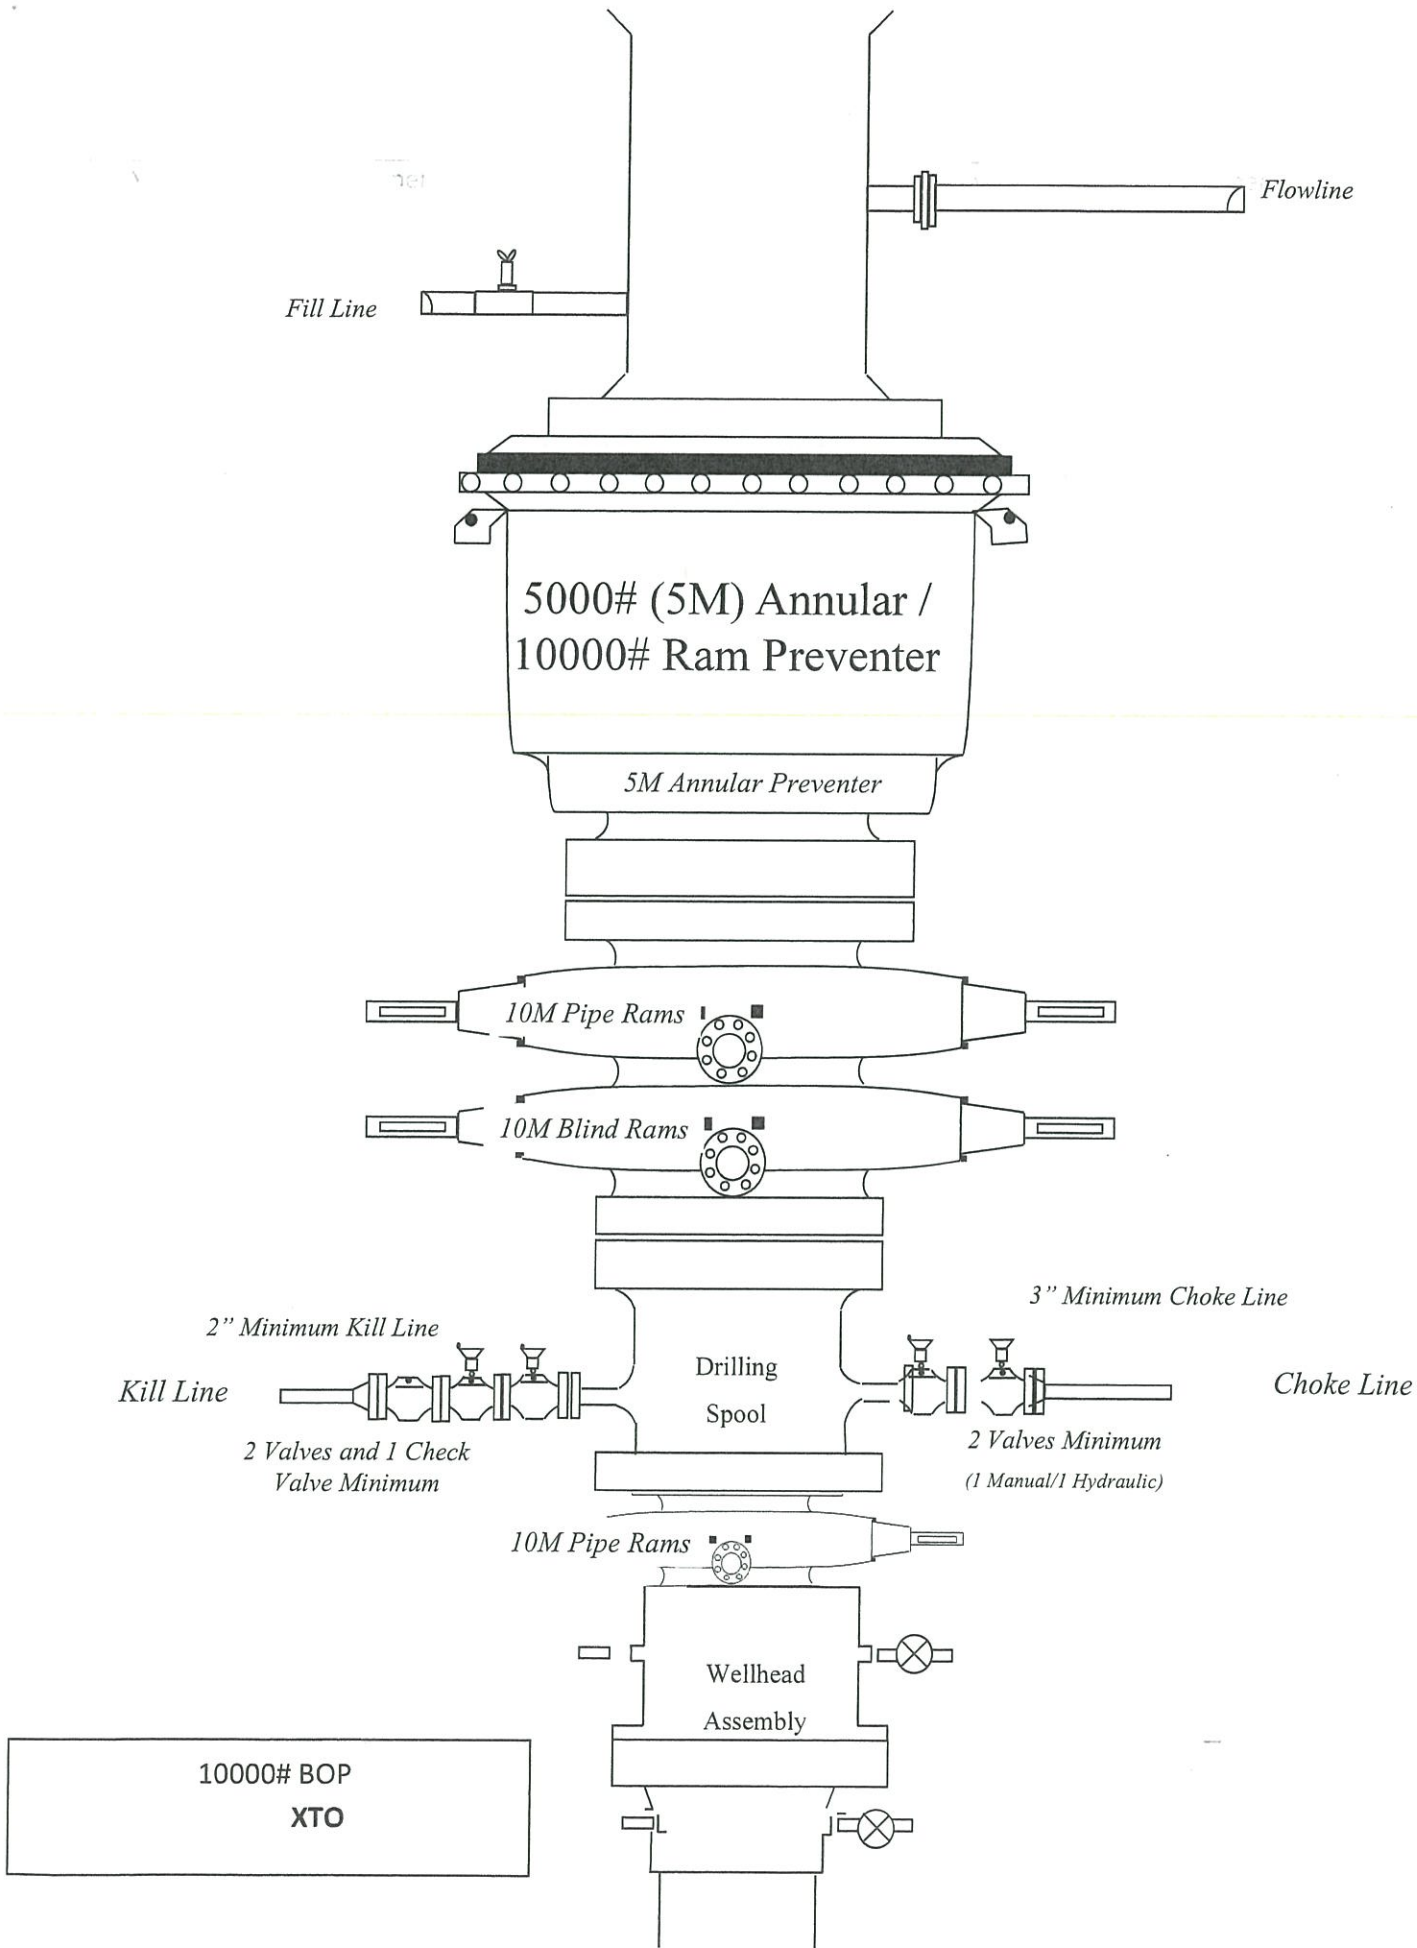 Flowline
Fill Line
5000# (5M) Annular /
10000# Ram Preventer
5M Annular Preventer
10M Pipe Rams
10M Blind Rams
3” Minimum Choke Line
2” Minimum Kill Line
Drilling
Spool
Kill Line
Choke Line
2 Valves and 1 Check
Valve Minimum
2 Valves Minimum
(1 Manual/1 Hydraulic)
10M Pipe Rams
Wellhead
Assembly
10000# BOP
XTO